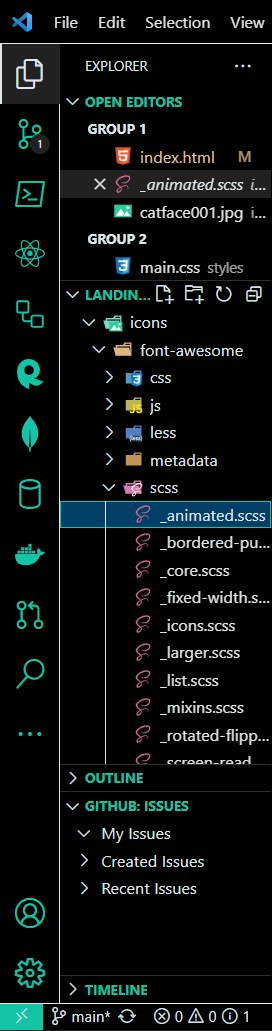 File Edit Selection View
EXPLORER ...
OPEN EDITORS
GROUP 1
index.html M
_animated.scss i...
catface001.jpg i...
GROUP 2
main.css styles
LANDIN...
icons
font-awesome
css
js
less
metadata
scss
_animated.scss
_bordered-pu...
_core.scss
_fixed-width.s...
_icons.scss
_larger.scss
_list.scss
_mixins.scss
_rotated-flipp...
_screen-read...
OUTLINE
GITHUB: ISSUES
My Issues
Created Issues
Recent Issues
TIMELINE
main* 0 0 1
1